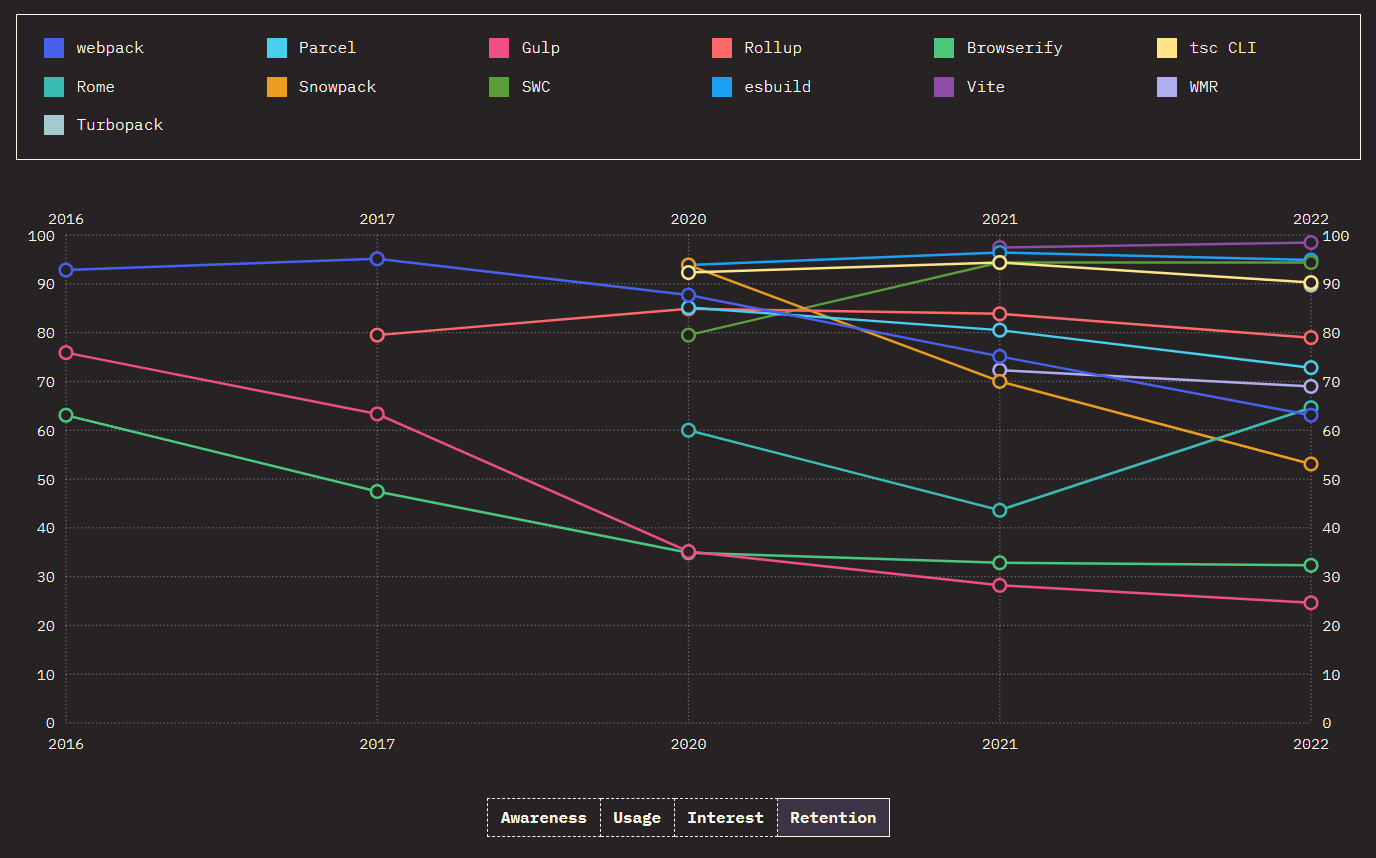 webpack Parcel Gulp Rollup Browserify tsc CLI
Rome Snowpack SWC esbuild Vite WMR
Turbopack
2016 2017 2020 2021 2022
100 100
90 90
80 80
70 70
60 60
50 50
40 40
30 30
20 20
10 10
0 0
2016 2017 2020 2021 2022
Awareness Usage Interest Retention